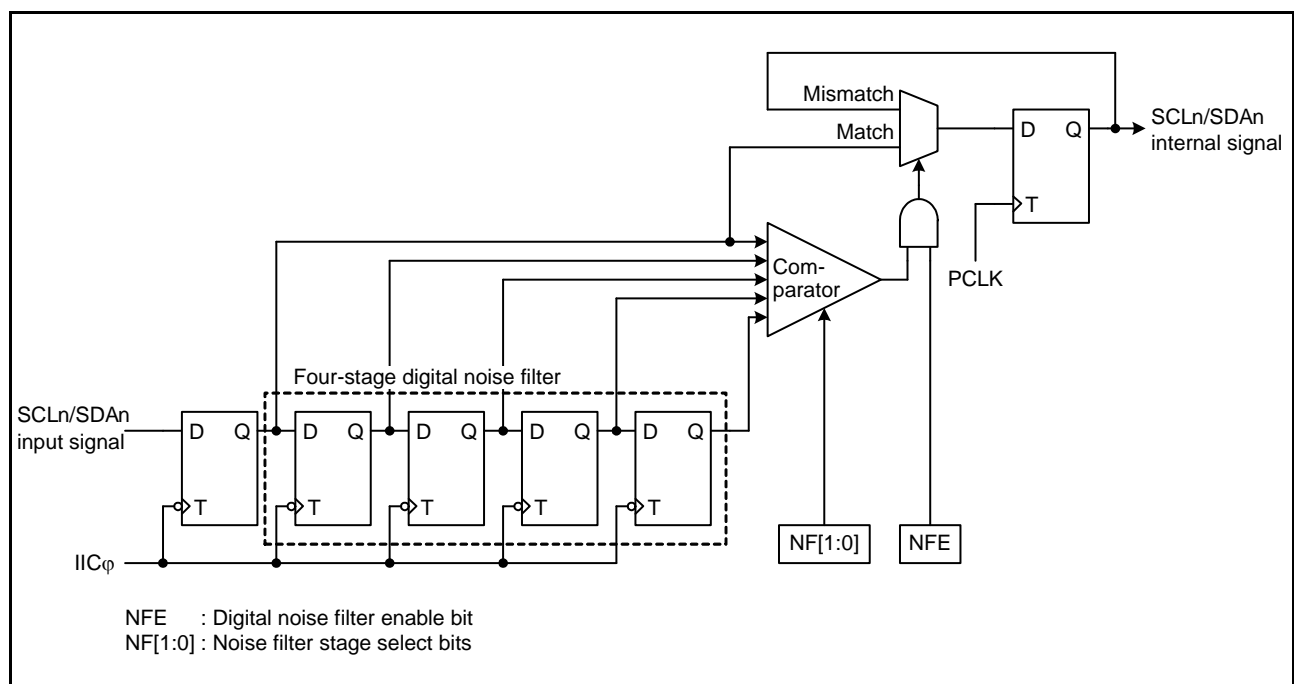 Mismatch
Match
D Q
T
SCLn/SDAn
internal signal
PCLK
Com-
parator
Four-stage digital noise filter
SCLn/SDAn
input signal
D Q D Q D Q D Q D Q
T T T T T
NF[1:0] NFE
IICφ
NFE : Digital noise filter enable bit
NF[1:0] : Noise filter stage select bits